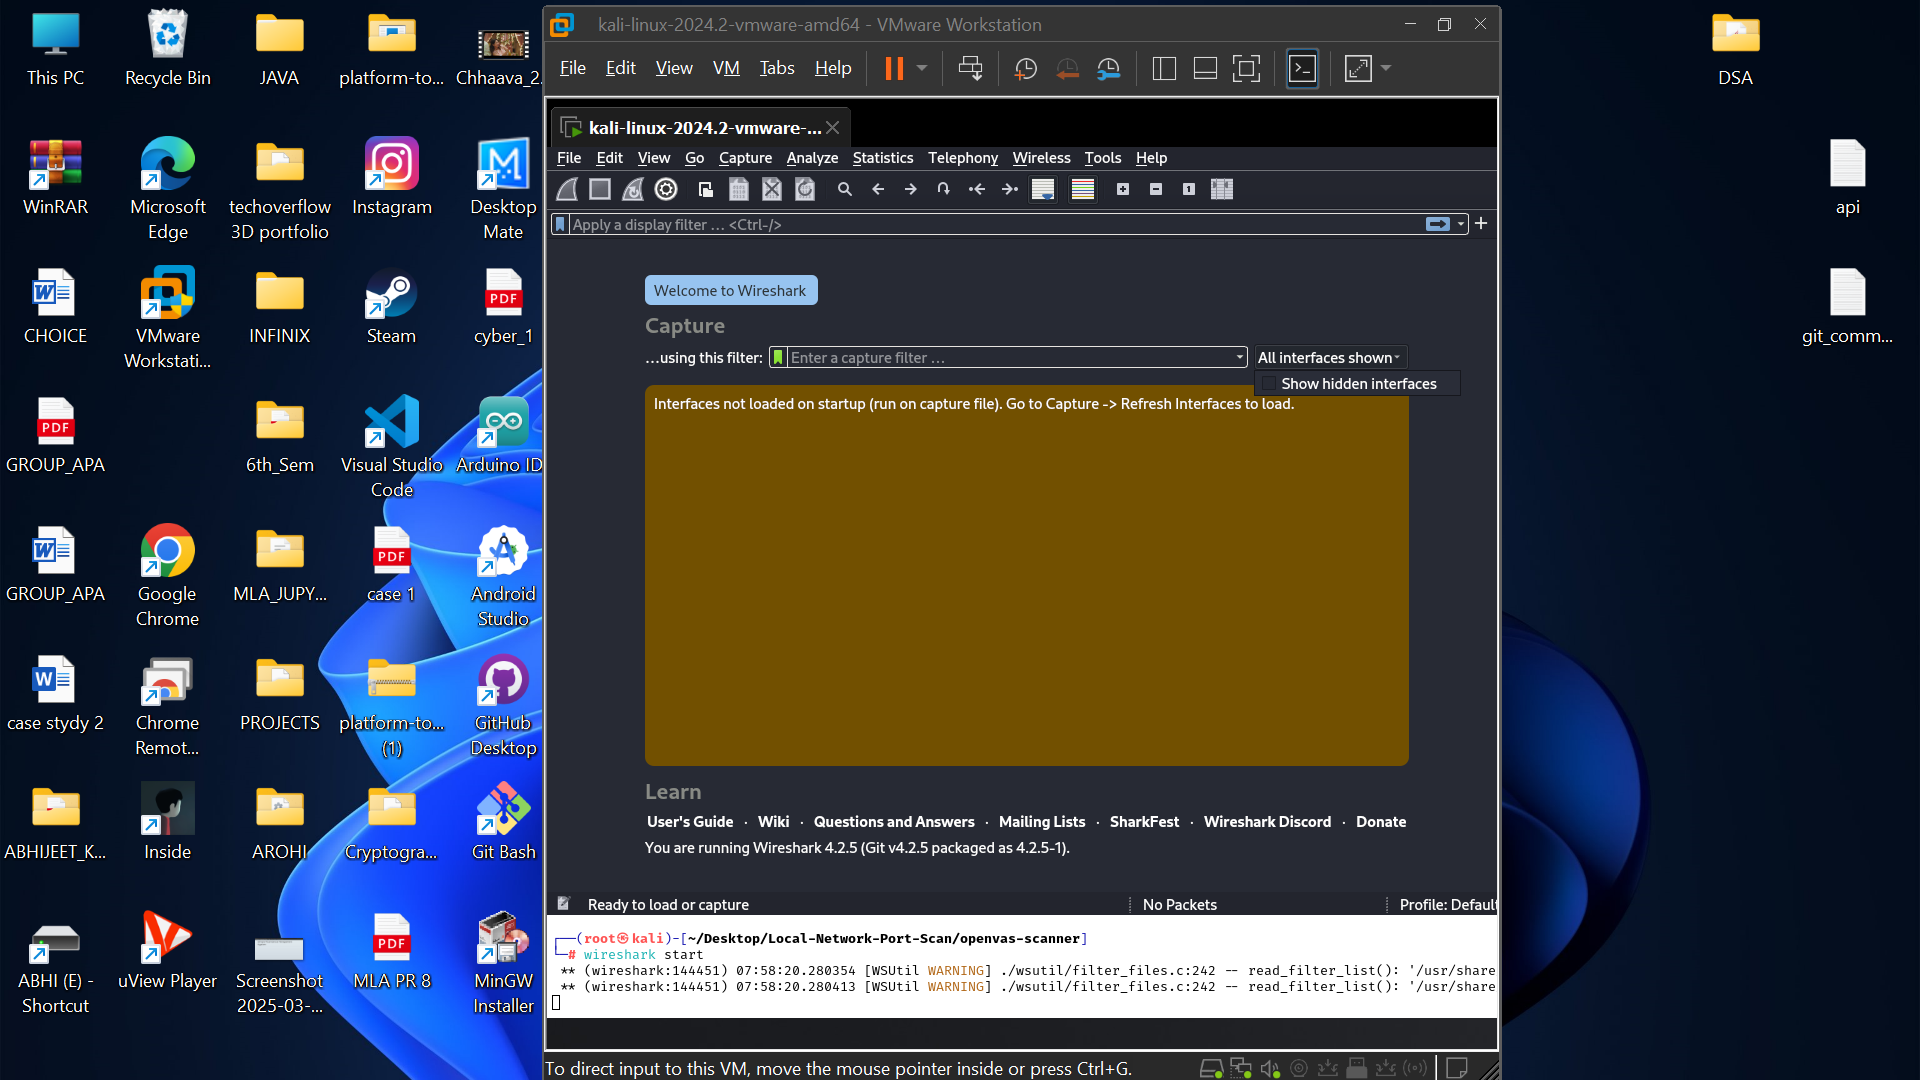 This PC
Recycle Bin
JAVA
platform-to...
Chhaava_2.
WinRAR
Microsoft
Edge
techoverflow
3D portfolio
Instagram
Desktop
Mate
CHOICE
VMware
Workstati...
INFINIX
Steam
cyber_1
GROUP_APA
6th_Sem
Visual Studio
Code
Arduino ID
GROUP_APA
Google
Chrome
MLA_JUPY...
case 1
Android
Studio
case stydy 2
Chrome
Remot...
PROJECTS
platform-to...
(1)
GitHub
Desktop
ABHIJEET_K...
Inside
AROHI
Cryptogra...
Git Bash
ABHI (E) -
Shortcut
uView Player
Screenshot
2025-03-...
MLA PR 8
MinGW
Installer
kali-linux-2024.2-vmware-amd64 - VMware Workstation
File Edit View VM Tabs Help
kali-linux-2024.2-vmware-...
File Edit View Go Capture Analyze Statistics Telephony Wireless Tools Help
Apply a display filter ... <Ctrl-/>
Welcome to Wireshark
Capture
...using this filter: Enter a capture filter ... All interfaces shown
Show hidden interfaces
Interfaces not loaded on startup (run on capture file). Go to Capture -> Refresh Interfaces to load.
Learn
User's Guide · Wiki · Questions and Answers · Mailing Lists · SharkFest · Wireshark Discord · Donate
You are running Wireshark 4.2.5 (Git v4.2.5 packaged as 4.2.5-1).
Ready to load or capture No Packets Profile: Default
┌──(root㉿kali)-[~/Desktop/Local-Network-Port-Scan/openvas-scanner]
└─# wireshark start
** (wireshark:144451) 07:58:20.280354 [WSUtil WARNING] ./wsutil/filter_files.c:242 -- read_filter_list(): '/usr/share
** (wireshark:144451) 07:58:20.280413 [WSUtil WARNING] ./wsutil/filter_files.c:242 -- read_filter_list(): '/usr/share
To direct input to this VM, move the mouse pointer inside or press Ctrl+G.
DSA
api
git_comm...